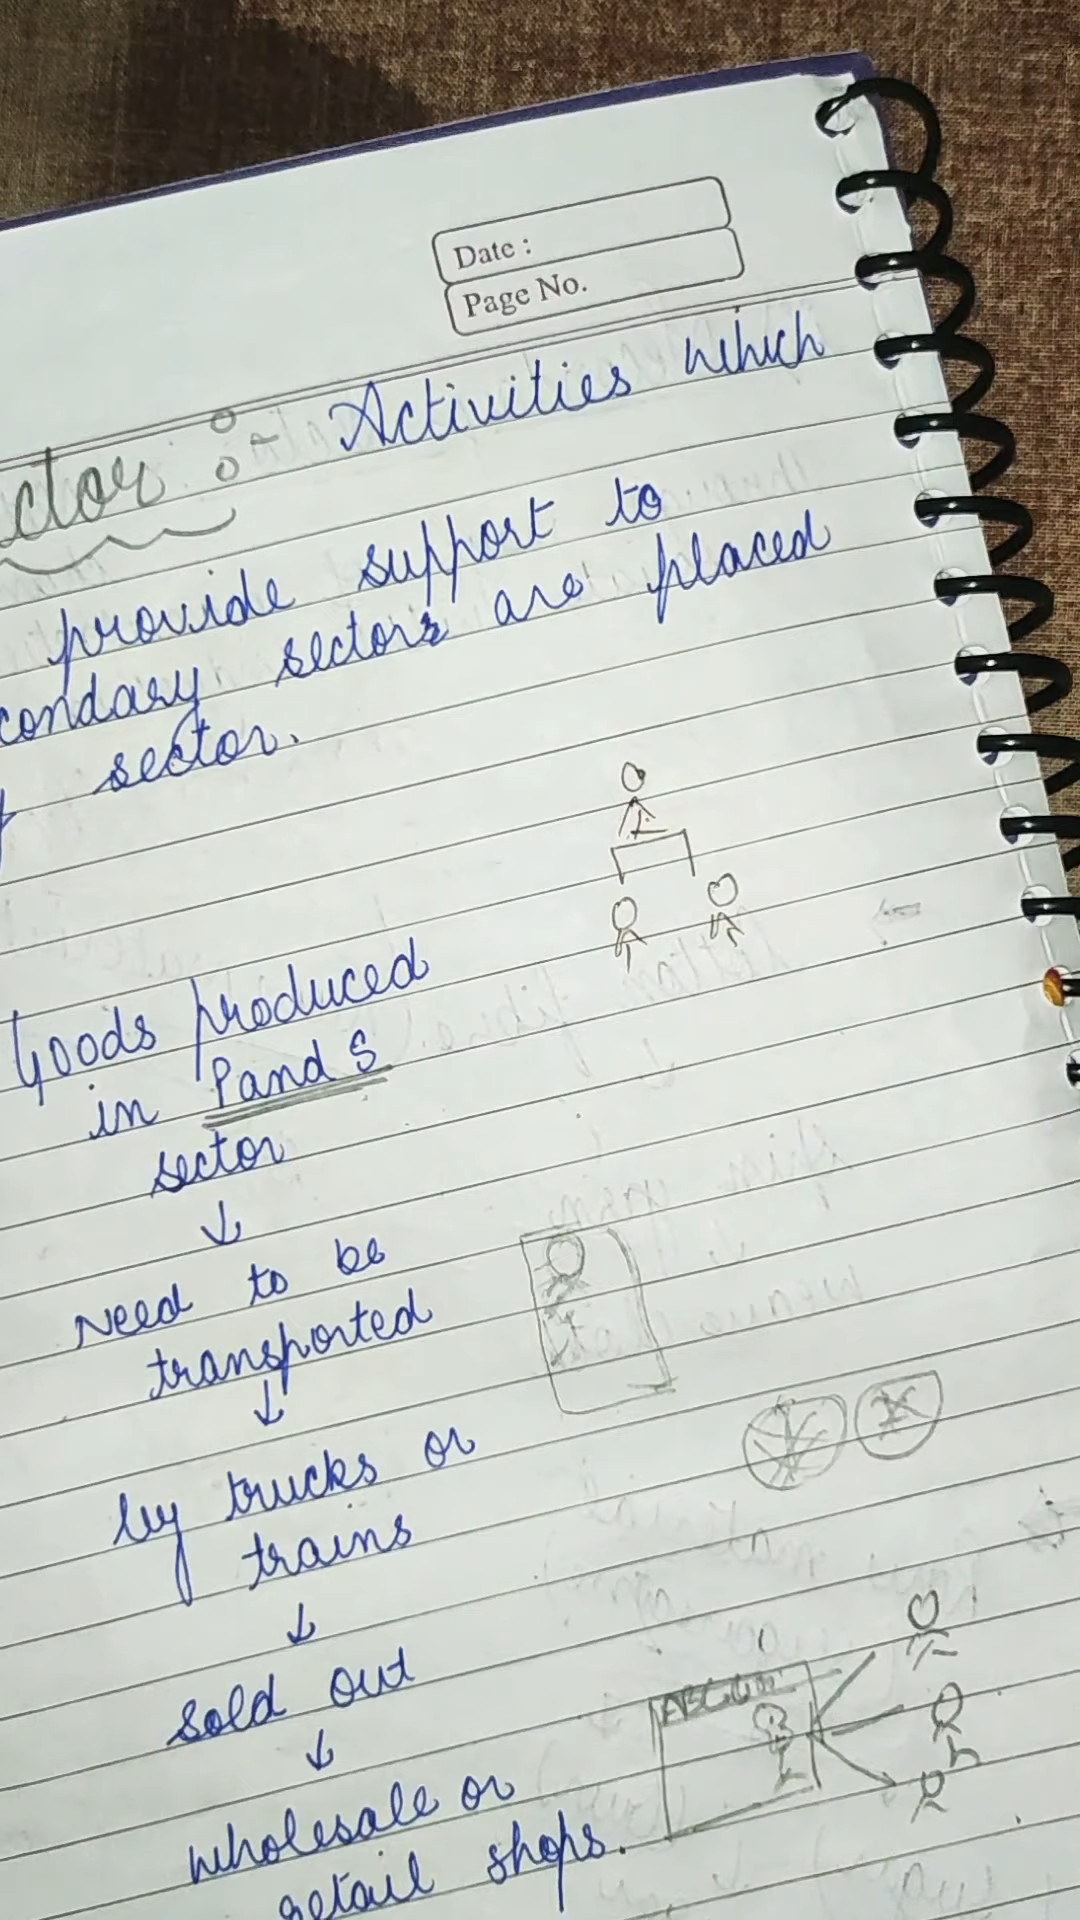 Date :
Page No.
ctor :- Activities which
provide support to
condary sectors are placed
sector.
Goods produced
in P and S
sector
↓
Need to be
transported
↓
by trucks or
trains
↓
sold out
↓
wholesale or
retail shops.